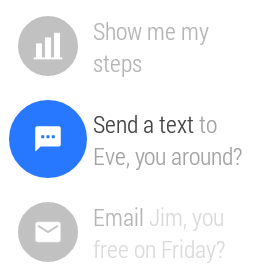 Show me my
steps
Send a text to
Eve, you around?
Email Jim, you
free on Friday?